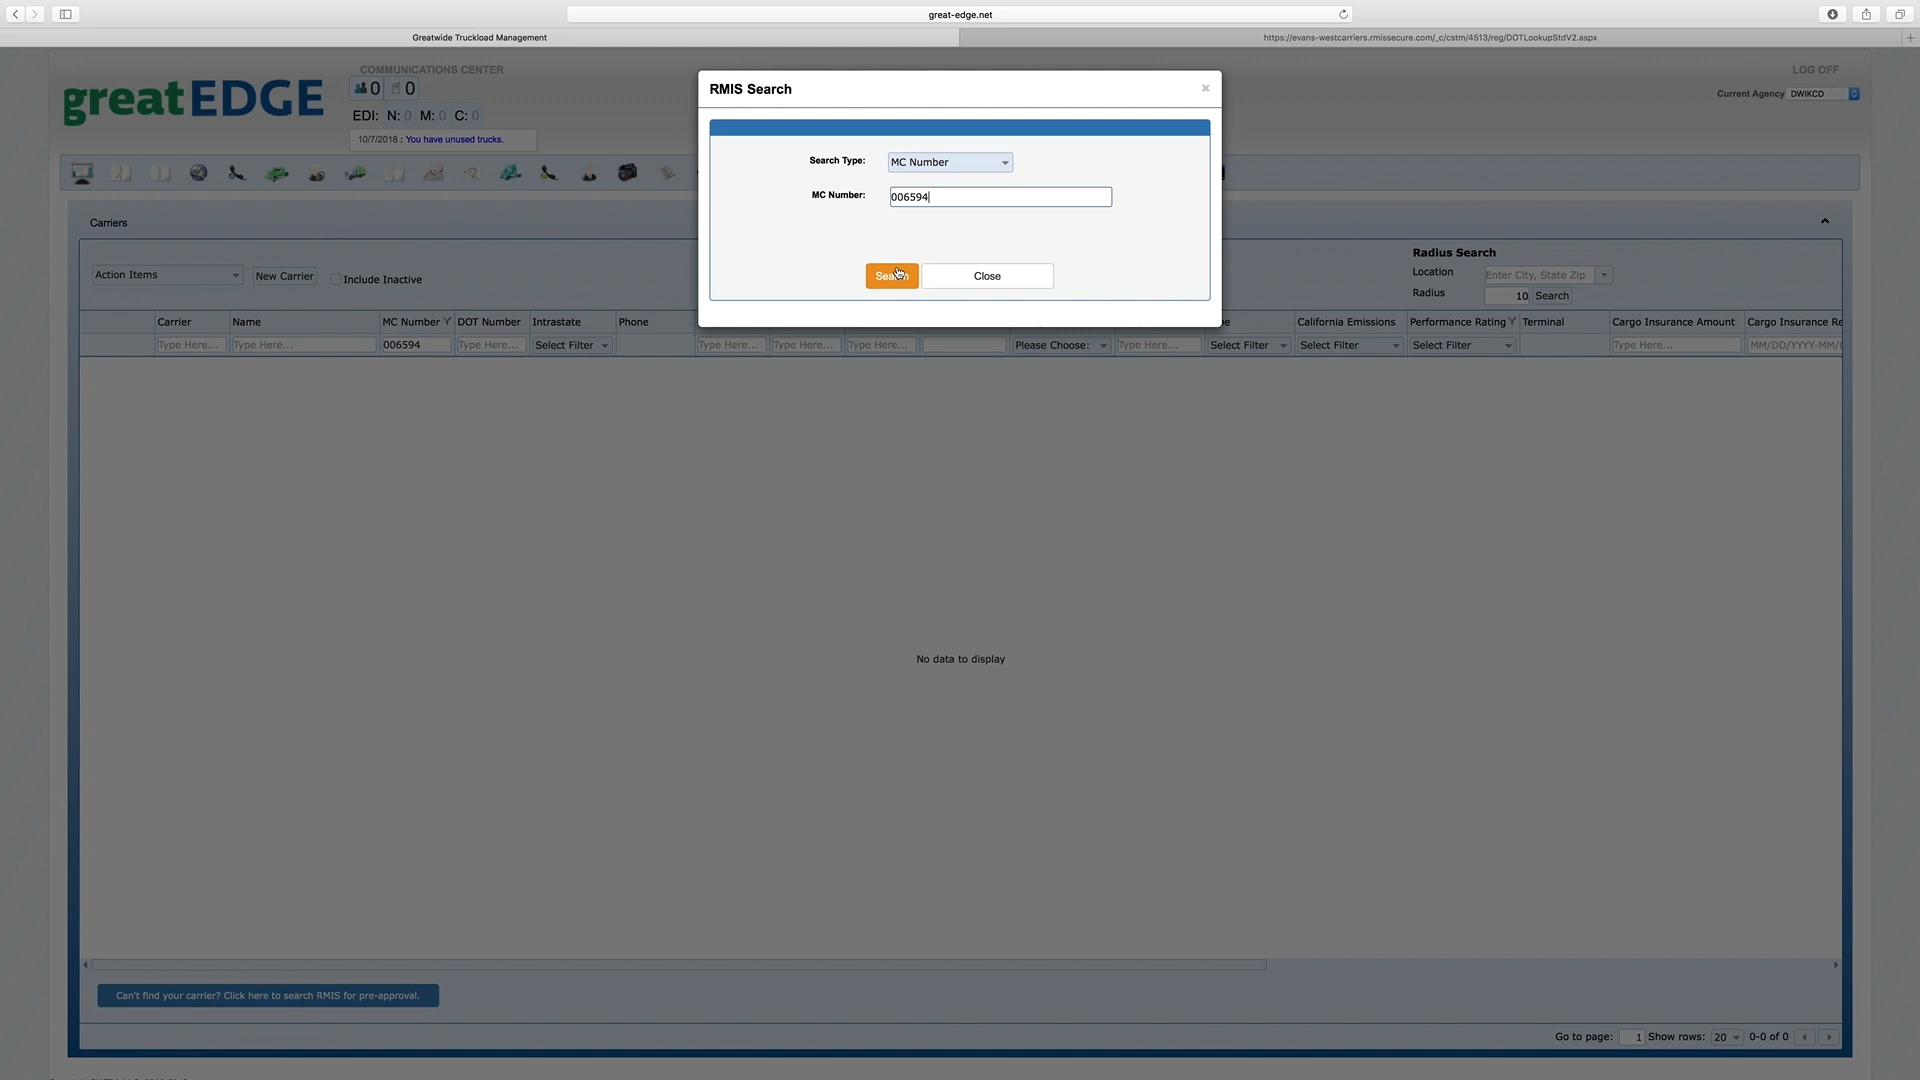 great-edge.net
Greatwide Truckload Management
https://evans-westcarriers.rmissecure.com/_c/cstm/4513/reg/DOTLookupStdV2.aspx
COMMUNICATIONS CENTER
LOG OFF
greatEDGE
0 0
EDI: N: 0 M: 0 C: 0
10/7/2018 : You have unused trucks.
Current Agency DWIKCD
RMIS Search
Search Type: MC Number
MC Number: 006594
Search Close
Carriers
Action Items New Carrier Include Inactive
Radius Search
Location Enter City, State Zip
Radius 10 Search
Carrier Name MC Number DOT Number Intrastate Phone California Emissions Performance Rating Terminal Cargo Insurance Amount Cargo Insurance Re
Type Here... Type Here... 006594 Type Here... Select Filter Type Here... Type Here... Type Here... Please Choose: Type Here... Select Filter Select Filter Select Filter Type Here... MM/DD/YYYY-MM/
No data to display
Can't find your carrier? Click here to search RMIS for pre-approval.
Go to page: 1 Show rows: 20 0-0 of 0